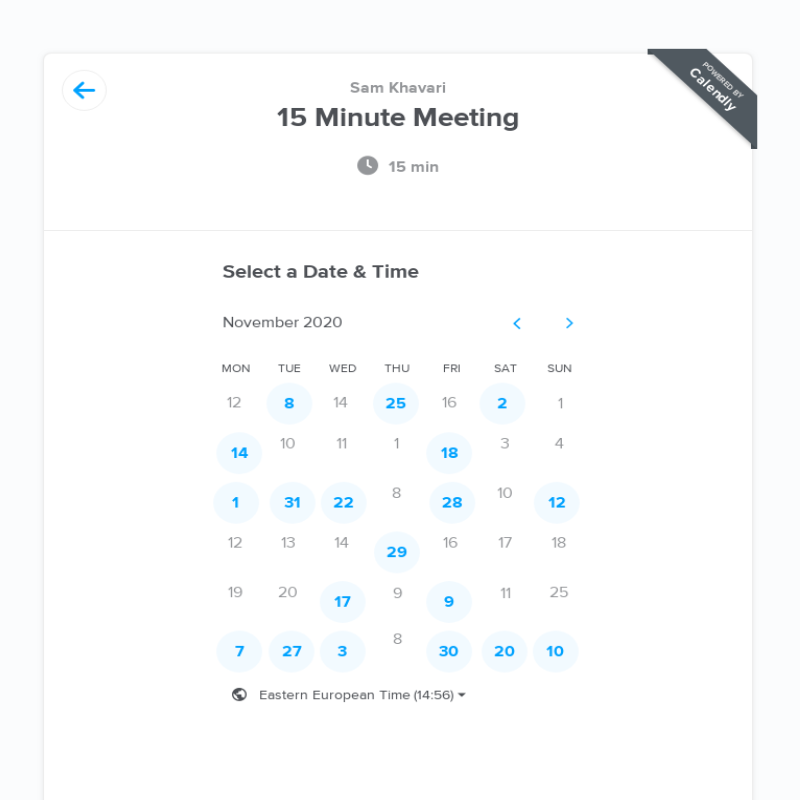 POWERED BY
Calendly
Sam Khavari
15 Minute Meeting
15 min
Select a Date & Time
November 2020
MON TUE WED THU FRI SAT SUN
12 8 14 25 16 2 1
14 10 11 1 18 3 4
1 31 22 8 28 10 12
12 13 14 29 16 17 18
19 20 17 9 9 11 25
7 27 3 8 30 20 10
Eastern European Time (14:56)